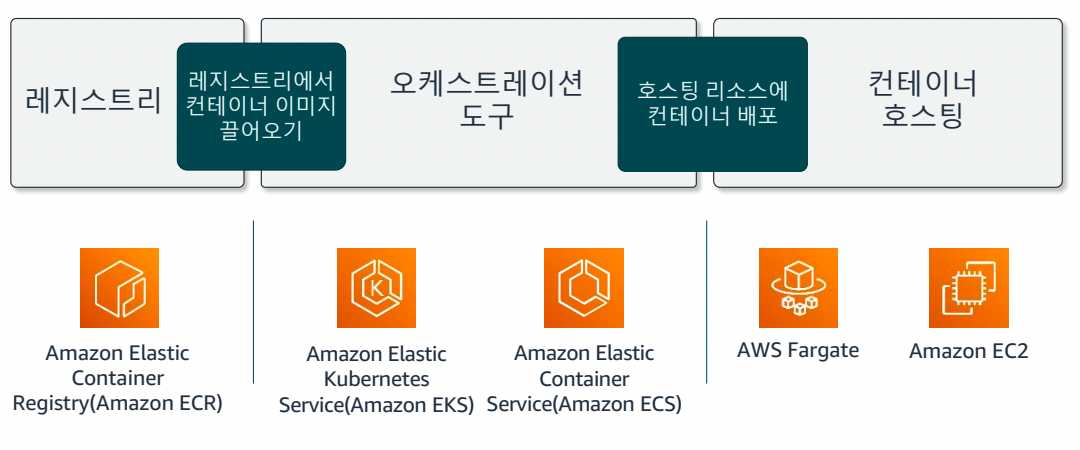 레지스트리
레지스트리에서
컨테이너 이미지
끌어오기
오케스트레이션
도구
호스팅 리소스에
컨테이너 배포
컨테이너
호스팅
Amazon Elastic
Container
Registry(Amazon ECR)
K
Amazon Elastic
Kubernetes
Service(Amazon EKS)
Amazon Elastic
Container
Service(Amazon ECS)
AWS Fargate
Amazon EC2